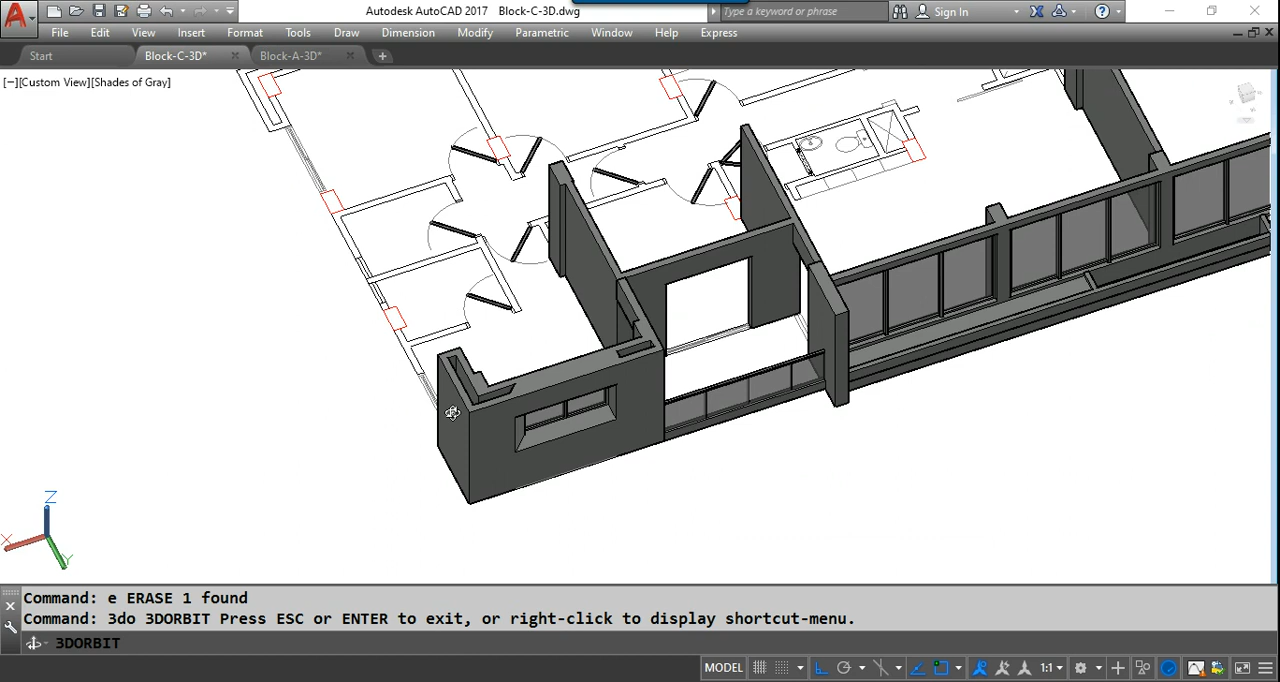 Autodesk AutoCAD 2017 Block-C-3D.dwg
Type a keyword or phrase
Sign In
File Edit View Insert Format Tools Draw Dimension Modify Parametric Window Help Express
Start Block-C-3D* Block-A-3D*
[−][Custom View][Shades of Gray]
Z
X
Y
Command: e ERASE 1 found
Command: 3do 3DORBIT Press ESC or ENTER to exit, or right-click to display shortcut-menu.
3DORBIT
MODEL 1:1